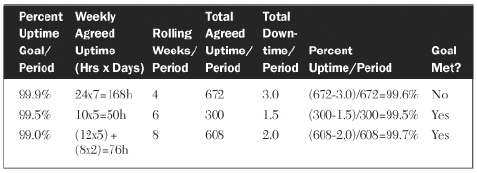 Percent Weekly Total Total
Uptime Agreed Rolling Agreed Down-
Goal/ Uptime Weeks/ Uptime/ time/ Percent Goal
Period (Hrs x Days) Period Period Period Uptime/Period Met?
99.9% 24x7=168h 4 672 3.0 (672-3.0)/672=99.6% No
99.5% 10x5=50h 6 300 1.5 (300-1.5)/300=99.5% Yes
99.0% (12x5) + 8 608 2.0 (608-2.0)/608=99.7% Yes
(8x2)=76h